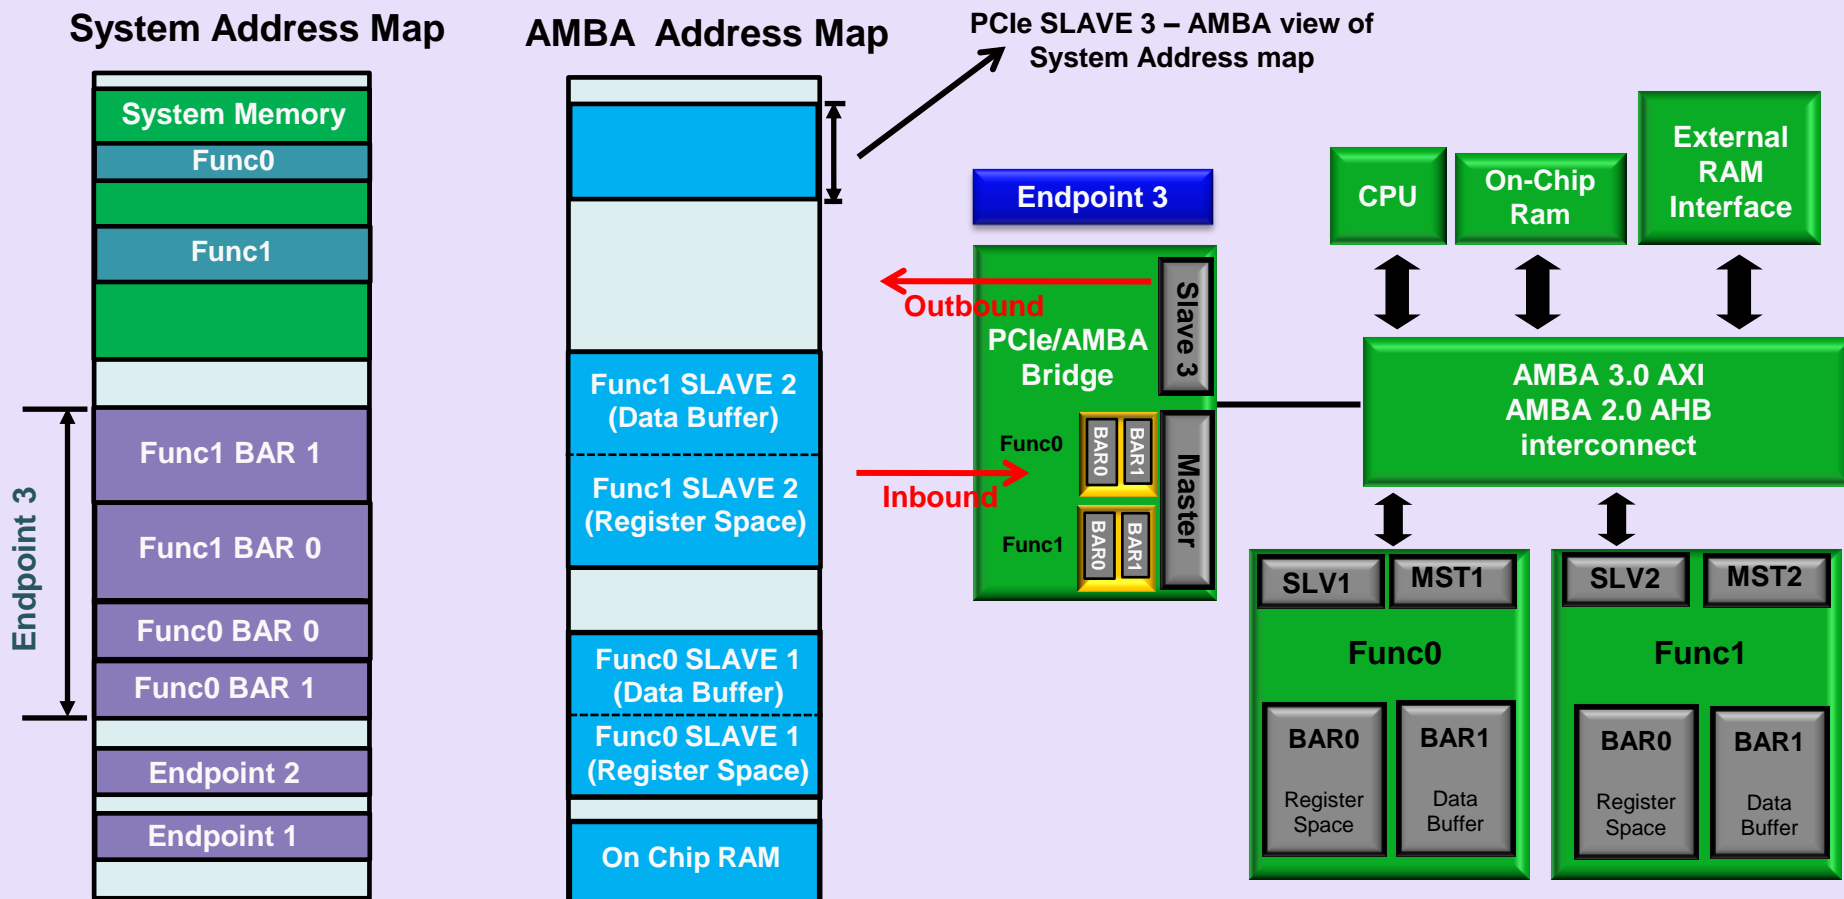 System Address Map
System Memory
Func0
Func1
Func1 BAR 1
Func1 BAR 0
Func0 BAR 0
Func0 BAR 1
Endpoint 2
Endpoint 1
Endpoint 3
AMBA  Address Map
Func1 SLAVE 2
(Data Buffer)
Func1 SLAVE 2
(Register Space)
Func0 SLAVE 1
(Data Buffer)
Func0 SLAVE 1
(Register Space)
On Chip RAM
PCIe SLAVE 3 – AMBA view of
System Address map
Endpoint 3
Outbound
Slave 3
PCIe/AMBA
Bridge
Inbound
Func0
BAR0
BAR1
Func1
BAR0
BAR1
Master
CPU
On-Chip
Ram
External
RAM
Interface
AMBA 3.0 AXI
AMBA 2.0 AHB
interconnect
SLV1
MST1
Func0
BAR0
Register
Space
BAR1
Data
Buffer
SLV2
MST2
Func1
BAR0
Register
Space
BAR1
Data
Buffer